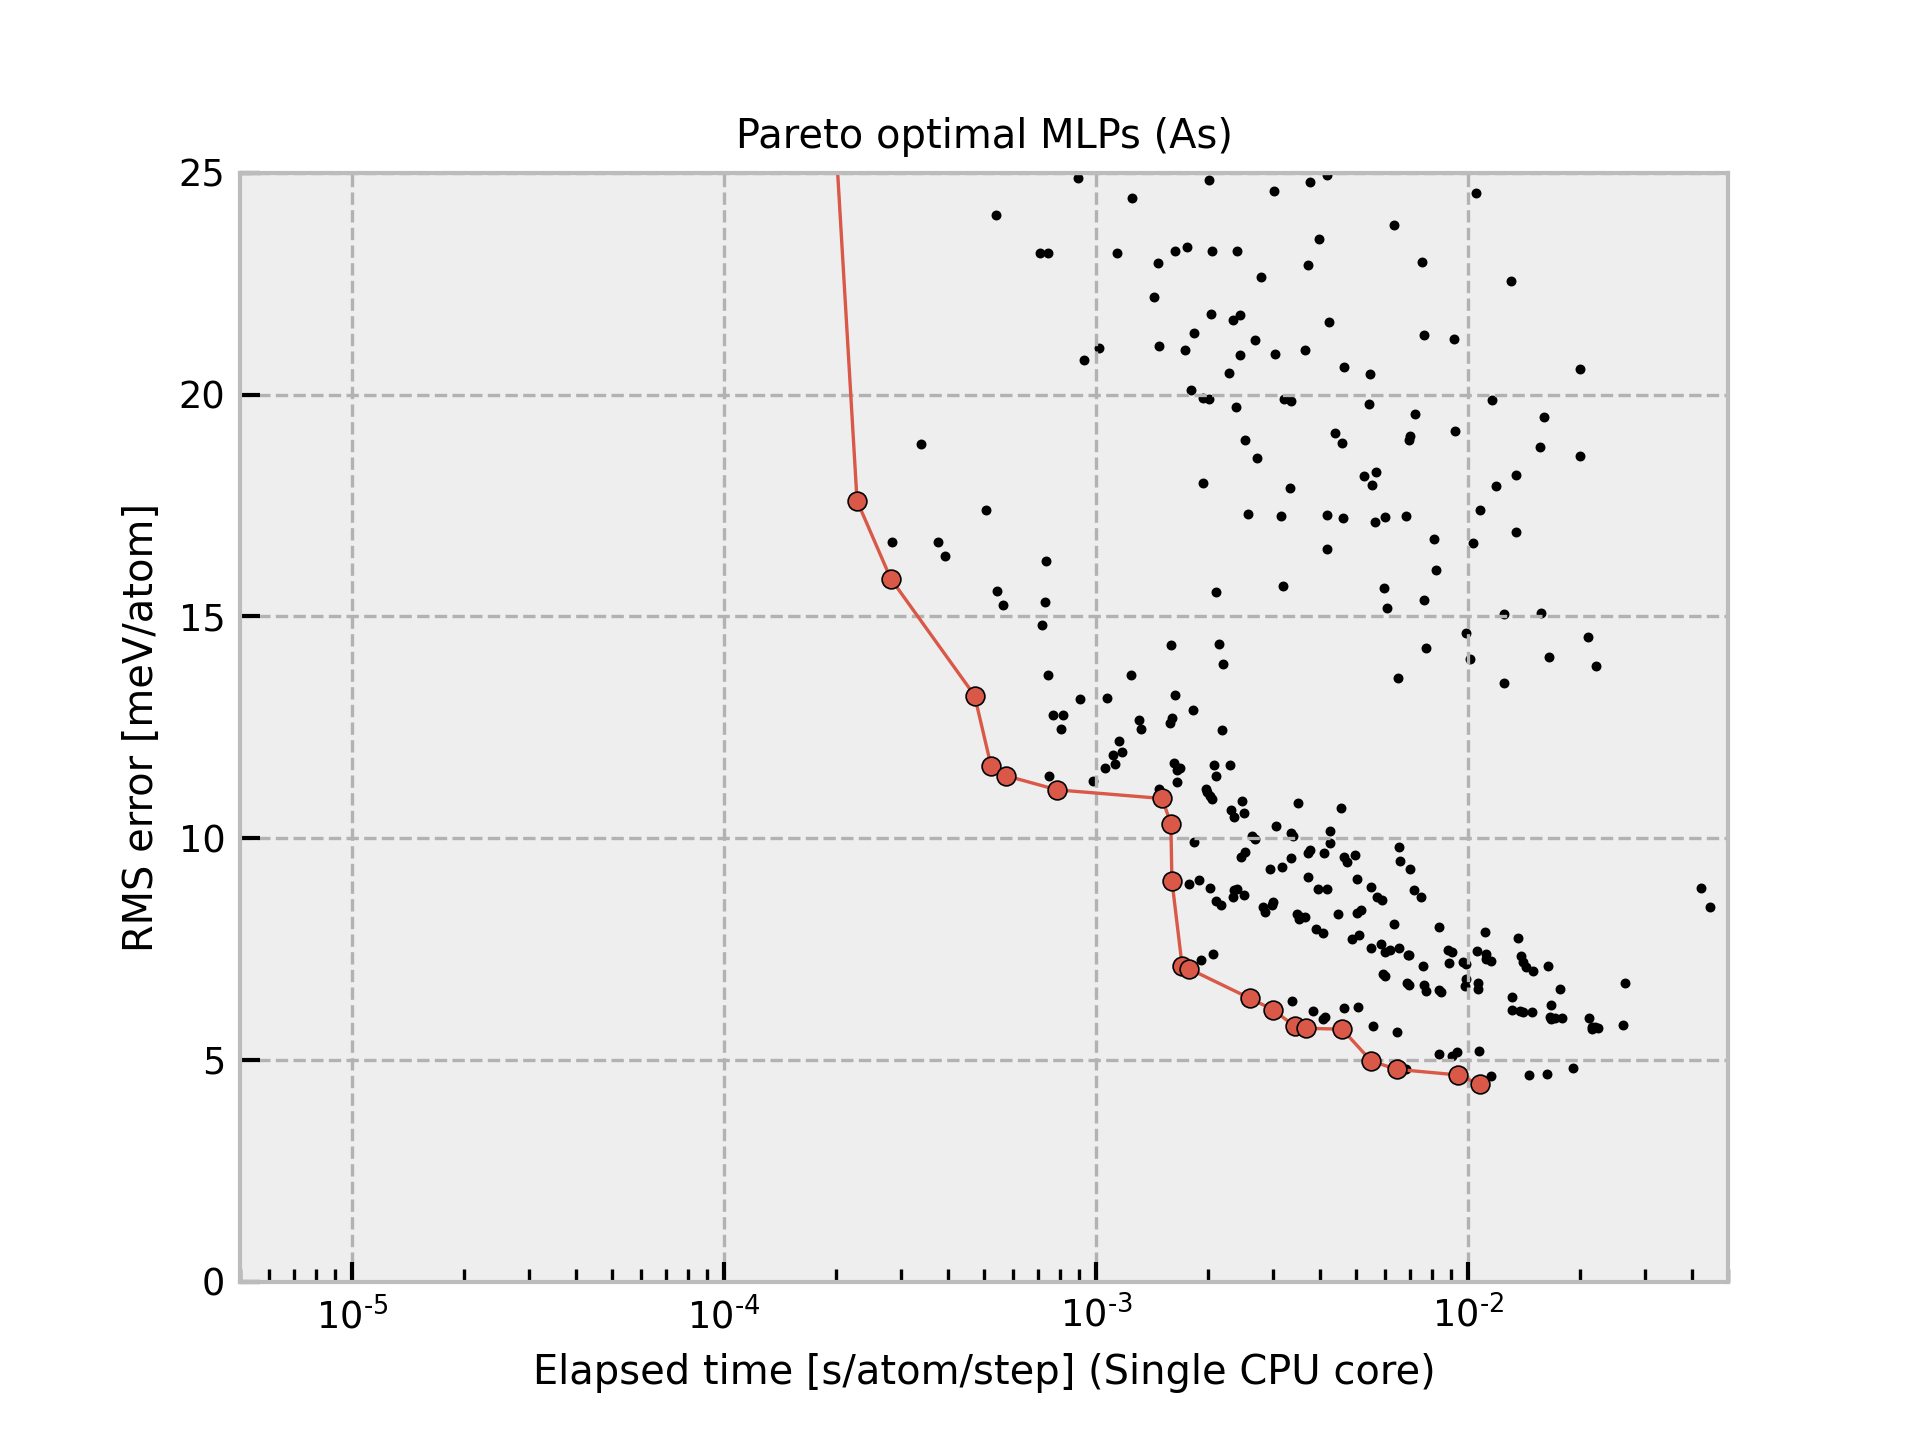 Pareto optimal MLPs (As)
25
20
15
10
5
0
RMS error [meV/atom]
10-5 10-4 10-3 10-2
Elapsed time [s/atom/step] (Single CPU core)